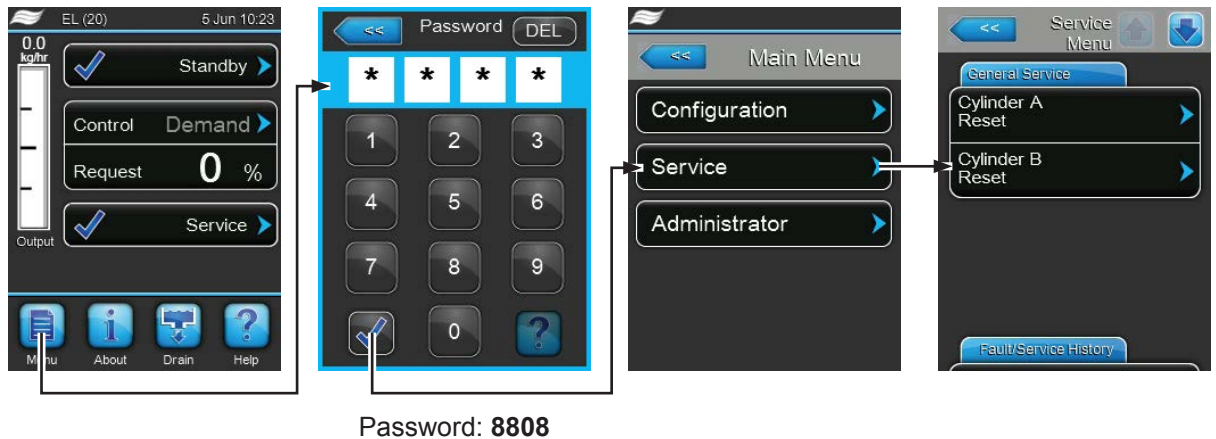 EL (20) 5 Jun 10:23
0.0
kg/hr
Standby
Control Demand
Request 0 %
Service
Output
Menu About Drain Help
<< Password DEL
* * * *
1 2 3
4 5 6
7 8 9
0 ?
Password: 8808
<< Main Menu
Configuration
Service
Administrator
<< Service
Menu
General Service
Cylinder A
Reset
Cylinder B
Reset
Fault/Service History